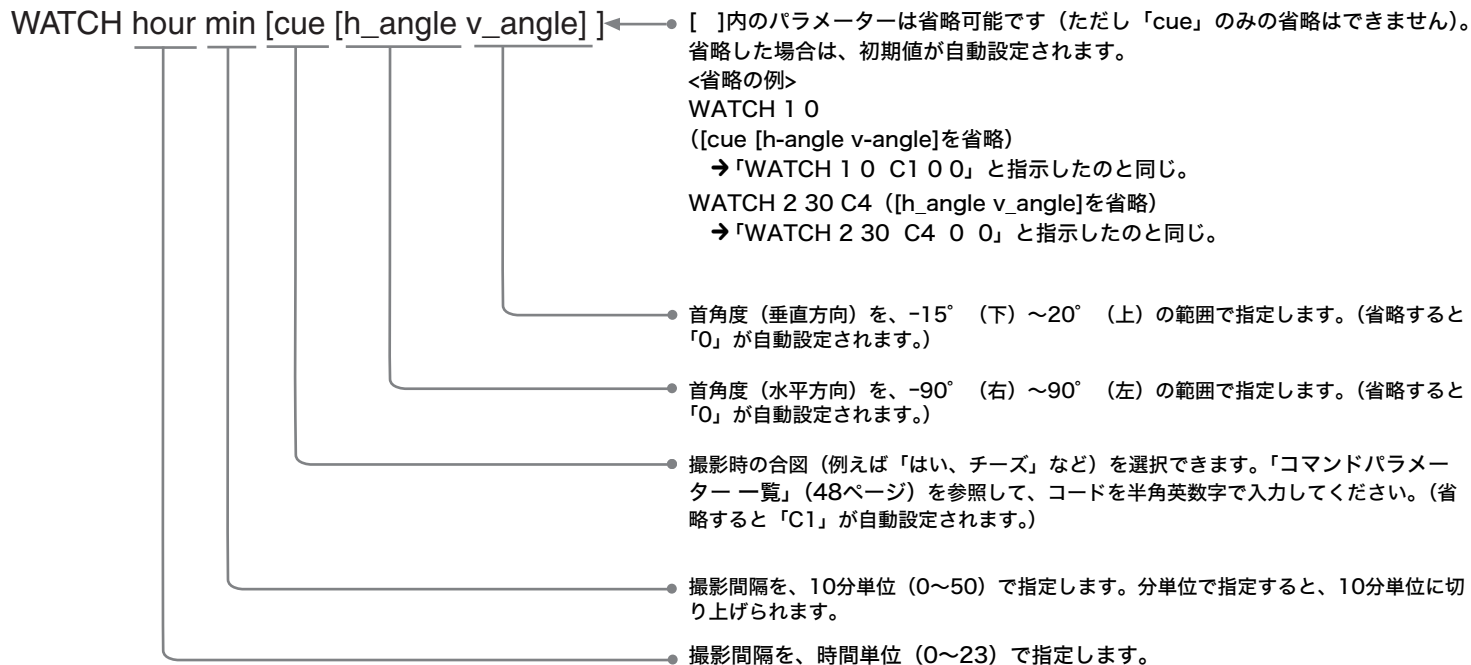 WATCH hour min [cue [h_angle v_angle] ]
[　]内のパラメーターは省略可能です（ただし「cue」のみの省略はできません）。
省略した場合は、初期値が自動設定されます。
<省略の例>
WATCH 1 0
（[cue [h-angle v-angle]を省略）
➔「WATCH 1 0 C1 0 0」と指示したのと同じ。
WATCH 2 30 C4（[h_angle v_angle]を省略）
➔「WATCH 2 30 C4 0 0」と指示したのと同じ。
首角度（垂直方向）を、−15°（下）〜20°（上）の範囲で指定します。（省略すると
「0」が自動設定されます。）
首角度（水平方向）を、−90°（右）〜90°（左）の範囲で指定します。（省略すると
「0」が自動設定されます。）
撮影時の合図（例えば「はい、チーズ」など）を選択できます。「コマンドパラメー
ター 一覧」（48ページ）を参照して、コードを半角英数字で入力してください。（省
略すると「C1」が自動設定されます。）
撮影間隔を、10分単位（0〜50）で指定します。分単位で指定すると、10分単位に切
り上げられます。
撮影間隔を、時間単位（0〜23）で指定します。